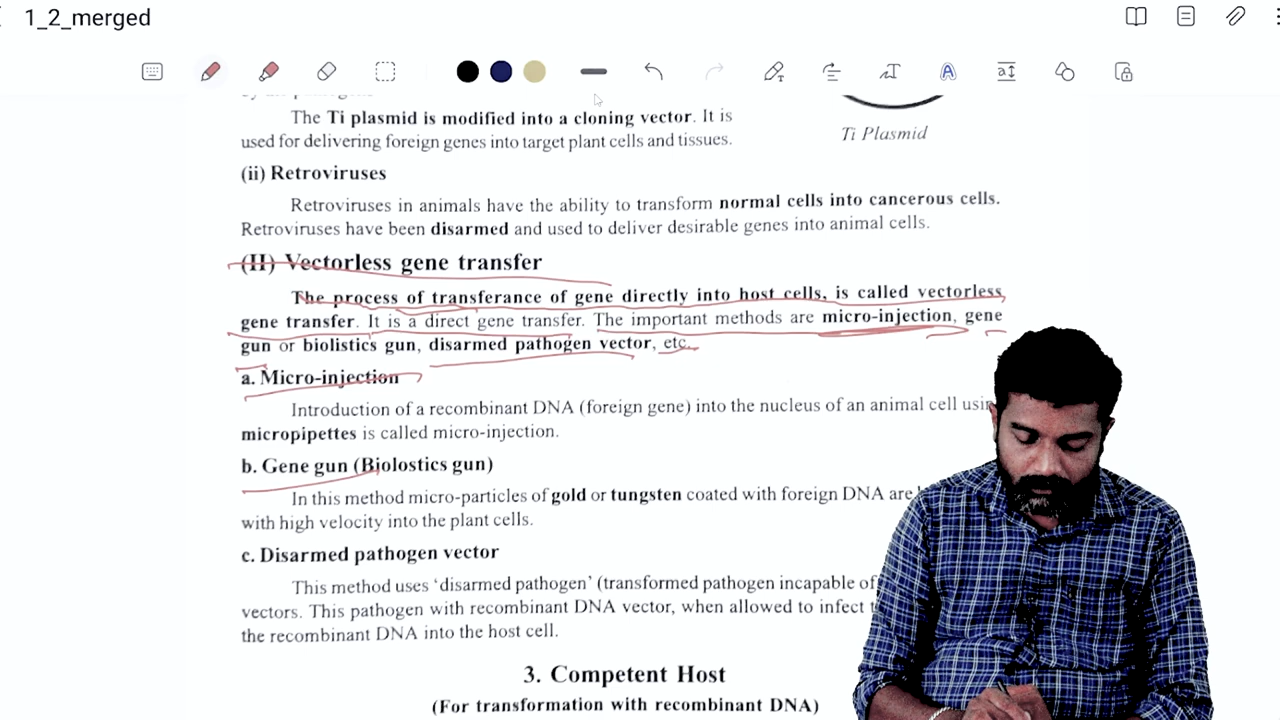 1_2_merged
The Ti plasmid is modified into a cloning vector. It is
used for delivering foreign genes into target plant cells and tissues.
Ti Plasmid
(ii) Retroviruses
Retroviruses in animals have the ability to transform normal cells into cancerous cells.
Retroviruses have been disarmed and used to deliver desirable genes into animal cells.
(II) Vectorless gene transfer
The process of transferance of gene directly into host cells, is called vectorless
gene transfer. It is a direct gene transfer. The important methods are micro-injection, gene
gun or biolistics gun, disarmed pathogen vector, etc.
a. Micro-injection
Introduction of a recombinant DNA (foreign gene) into the nucleus of an animal cell
micropipettes is called micro-injection.
b. Gene gun (Biolostics gun)
In this method micro-particles of gold or tungsten coated with foreign DNA are
with high velocity into the plant cells.
c. Disarmed pathogen vector
This method uses ‘disarmed pathogen’ (transformed pathogen incapable of
vectors. This pathogen with recombinant DNA vector, when allowed to infect
the recombinant DNA into the host cell.
3. Competent Host
(For transformation with recombinant DNA)